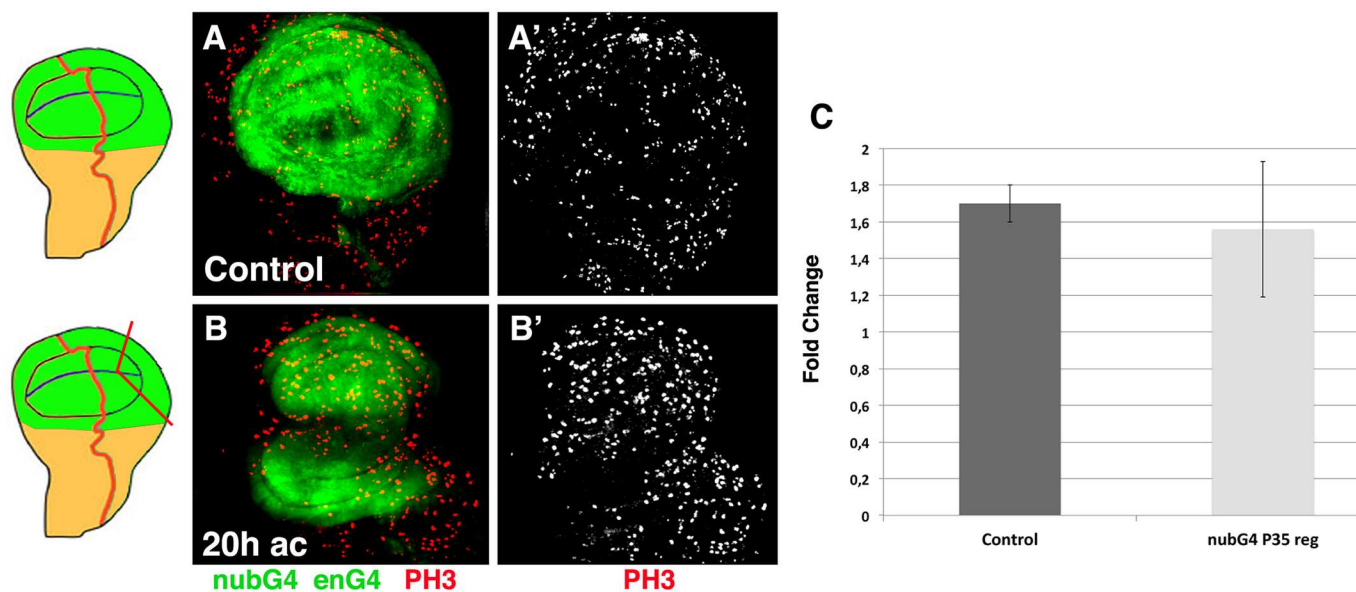 A
A'
Control
B
B'
20h ac
nubG4 enG4 PH3
PH3
C
Fold Change
2
1,8
1,6
1,4
1,2
1
0,8
0,6
0,4
0,2
0
Control
nubG4 P35 reg